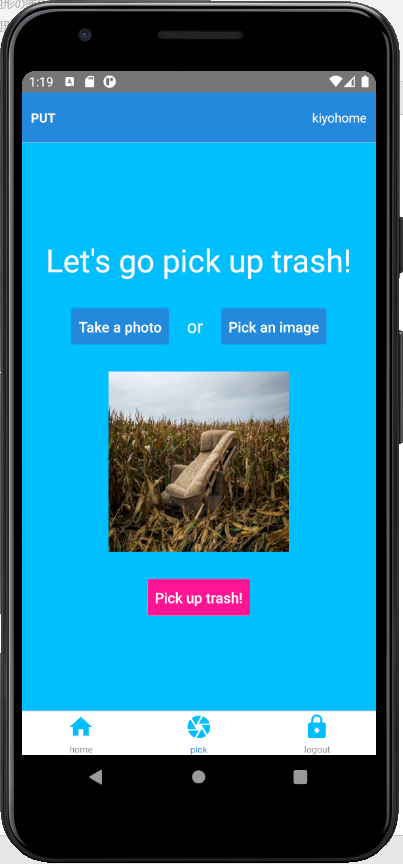 1:19
PUT kiyohome
Let's go pick up trash!
Take a photo or Pick an image
Pick up trash!
home pick logout